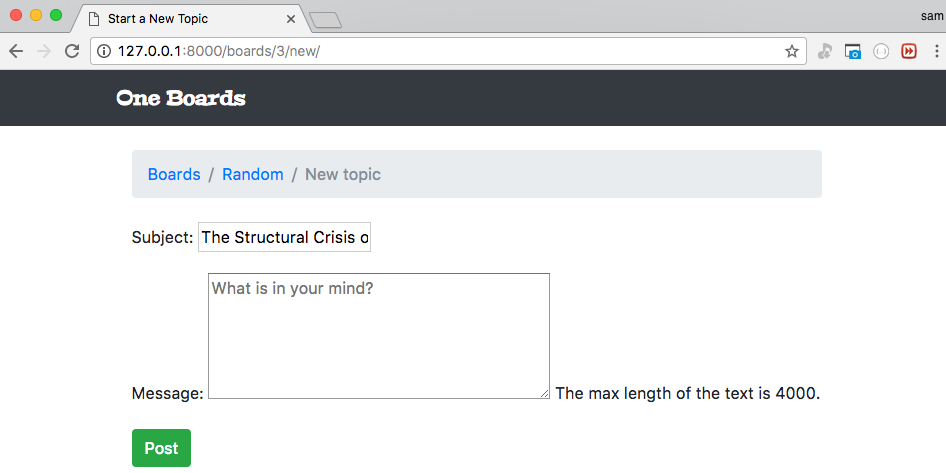 Start a New Topic
sam
127.0.0.1:8000/boards/3/new/
One Boards
Boards / Random / New topic
Subject: The Structural Crisis o
What is in your mind?
Message: The max length of the text is 4000.
Post